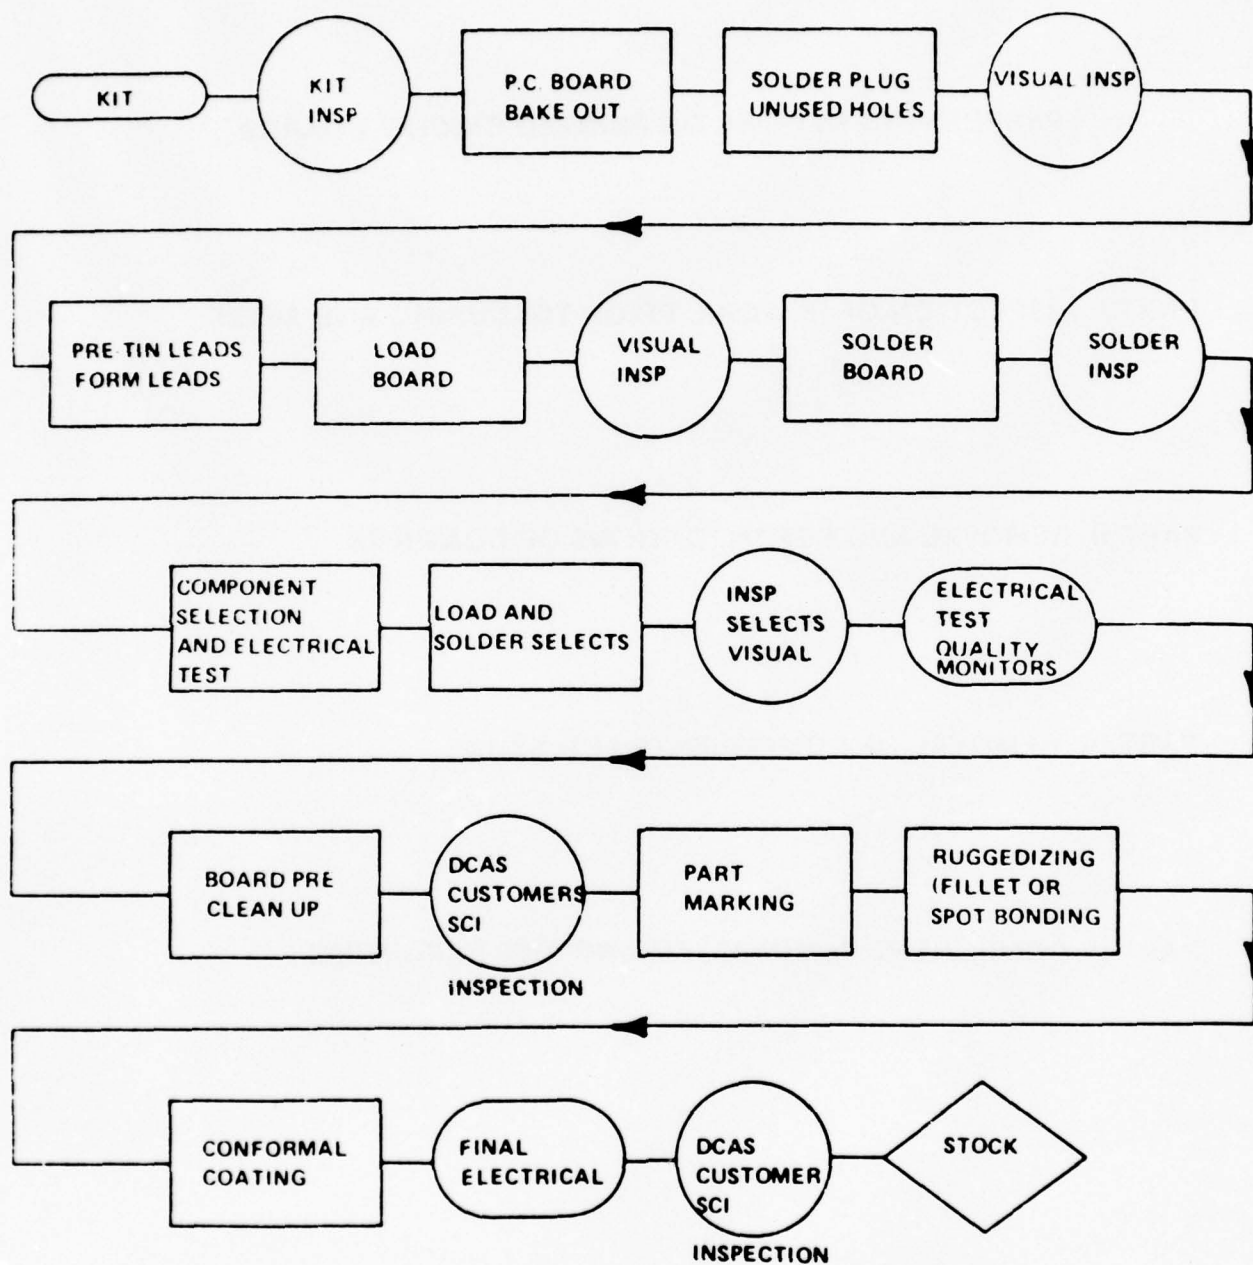 KIT
KIT
INSP
P.C. BOARD
BAKE OUT
SOLDER PLUG
UNUSED HOLES
VISUAL INSP
PRE TIN LEADS
FORM LEADS
LOAD
BOARD
VISUAL
INSP
SOLDER
BOARD
SOLDER
INSP
COMPONENT
SELECTION
AND ELECTRICAL
TEST
LOAD AND
SOLDER SELECTS
INSP
SELECTS
VISUAL
ELECTRICAL
TEST
QUALITY
MONITORS
BOARD PRE
CLEAN UP
DCAS
CUSTOMERS
SCI
INSPECTION
PART
MARKING
RUGGEDIZING
(FILLET OR
SPOT BONDING
CONFORMAL
COATING
FINAL
ELECTRICAL
DCAS
CUSTOMER
SCI
INSPECTION
STOCK